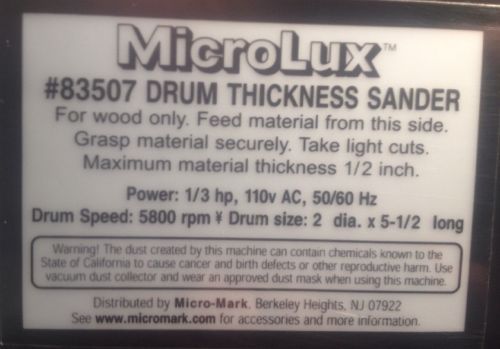 MicroLux™
#83507 DRUM THICKNESS SANDER
For wood only. Feed material from this side.
Grasp material securely. Take light cuts.
Maximum material thickness 1/2 inch.
Power: 1/3 hp, 110v AC, 50/60 Hz
Drum Speed: 5800 rpm ¥ Drum size: 2 dia. x 5-1/2 long
Warning! The dust created by this machine can contain chemicals known to the
State of California to cause cancer and birth defects or other reproductive harm. Use
vacuum dust collector and wear an approved dust mask when using this machine.
Distributed by Micro-Mark, Berkeley Heights, NJ 07922
See www.micromark.com for accessories and more information.